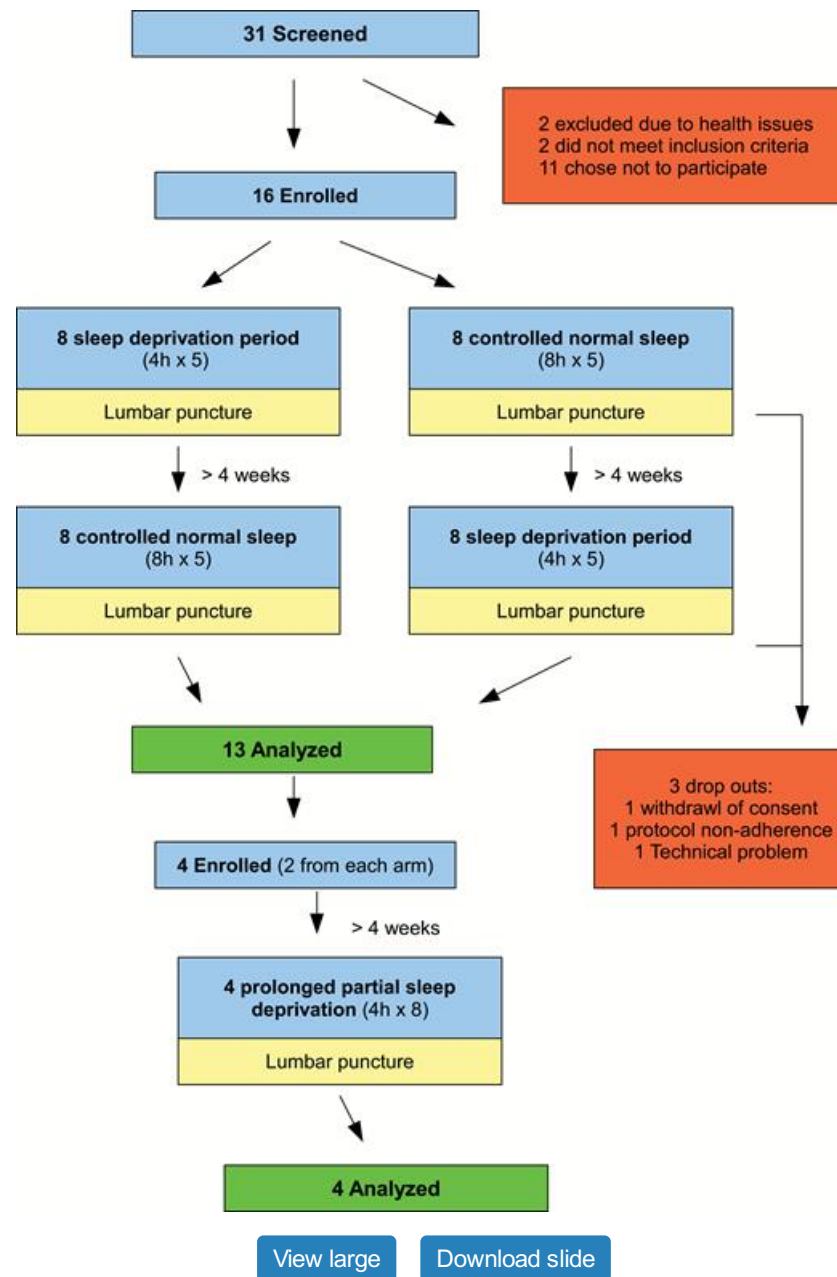 31 Screened
2 excluded due to health issues
2 did not meet inclusion criteria
11 chose not to participate
16 Enrolled
8 sleep deprivation period
(4h x 5)
Lumbar puncture
8 controlled normal sleep
(8h x 5)
Lumbar puncture
> 4 weeks
> 4 weeks
8 controlled normal sleep
(8h x 5)
Lumbar puncture
8 sleep deprivation period
(4h x 5)
Lumbar puncture
13 Analyzed
3 drop outs:
1 withdrawl of consent
1 protocol non-adherence
1 Technical problem
4 Enrolled (2 from each arm)
> 4 weeks
4 prolonged partial sleep
deprivation (4h x 8)
Lumbar puncture
4 Analyzed
View large
Download slide